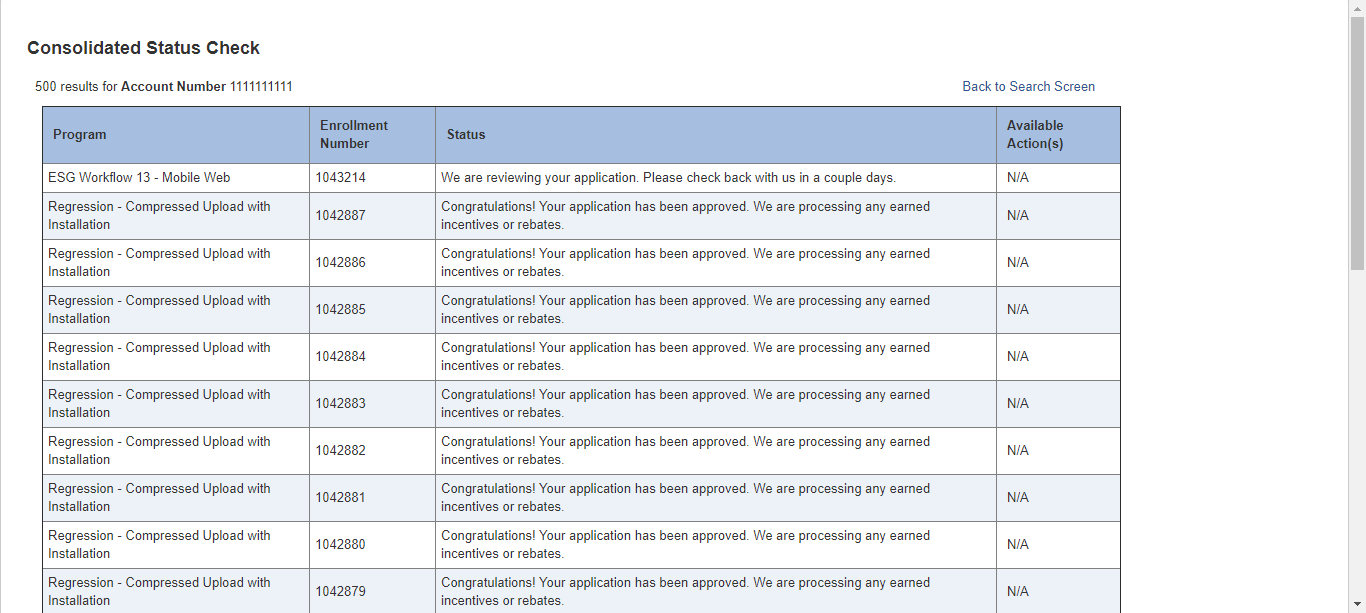 Consolidated Status Check
500 results for Account Number 1111111111 Back to Search Screen
Program
Enrollment
Number
Status
Available
Action(s)
ESG Workflow 13 - Mobile Web 1043214 We are reviewing your application. Please check back with us in a couple days. N/A
Regression - Compressed Upload with
Installation
1042887
Congratulations! Your application has been approved. We are processing any earned
incentives or rebates.
N/A
Regression - Compressed Upload with
Installation
1042886
Congratulations! Your application has been approved. We are processing any earned
incentives or rebates.
N/A
Regression - Compressed Upload with
Installation
1042885
Congratulations! Your application has been approved. We are processing any earned
incentives or rebates.
N/A
Regression - Compressed Upload with
Installation
1042884
Congratulations! Your application has been approved. We are processing any earned
incentives or rebates.
N/A
Regression - Compressed Upload with
Installation
1042883
Congratulations! Your application has been approved. We are processing any earned
incentives or rebates.
N/A
Regression - Compressed Upload with
Installation
1042882
Congratulations! Your application has been approved. We are processing any earned
incentives or rebates.
N/A
Regression - Compressed Upload with
Installation
1042881
Congratulations! Your application has been approved. We are processing any earned
incentives or rebates.
N/A
Regression - Compressed Upload with
Installation
1042880
Congratulations! Your application has been approved. We are processing any earned
incentives or rebates.
N/A
Regression - Compressed Upload with
Installation
1042879
Congratulations! Your application has been approved. We are processing any earned
incentives or rebates.
N/A